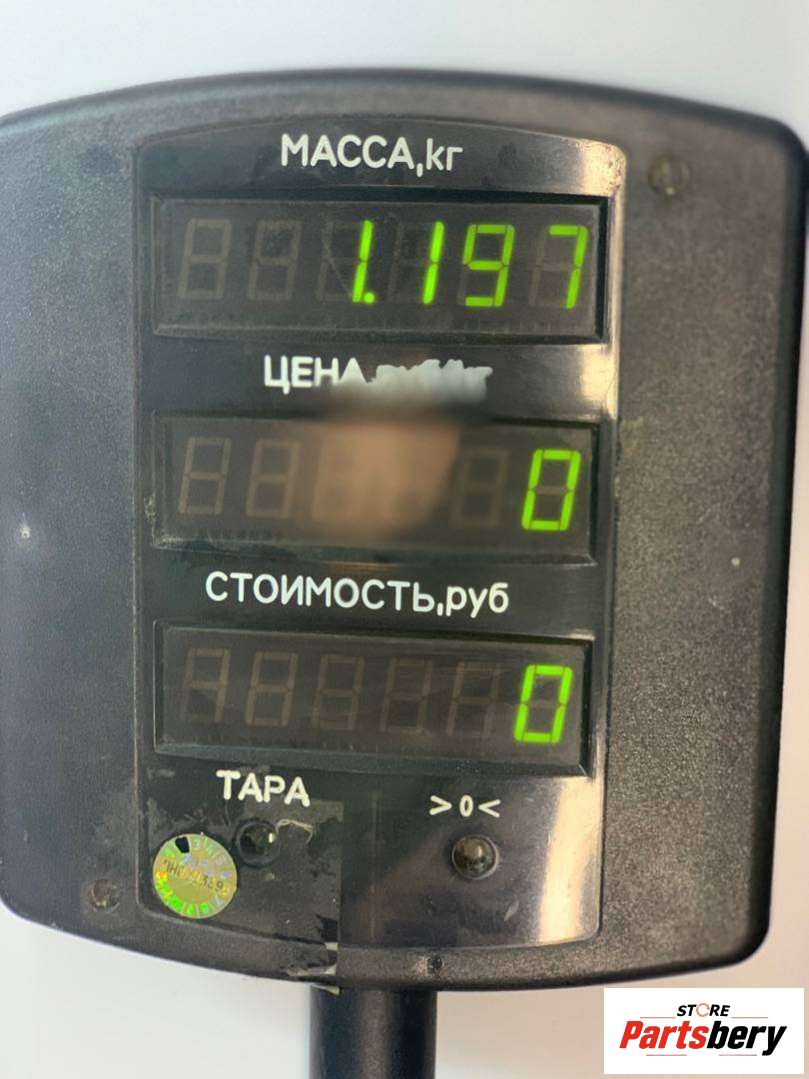 МАССА,кг
1.197
ЦЕНА
0
СТОИМОСТЬ,руб
0
ТАРА
>0<
STORE
Partsbery